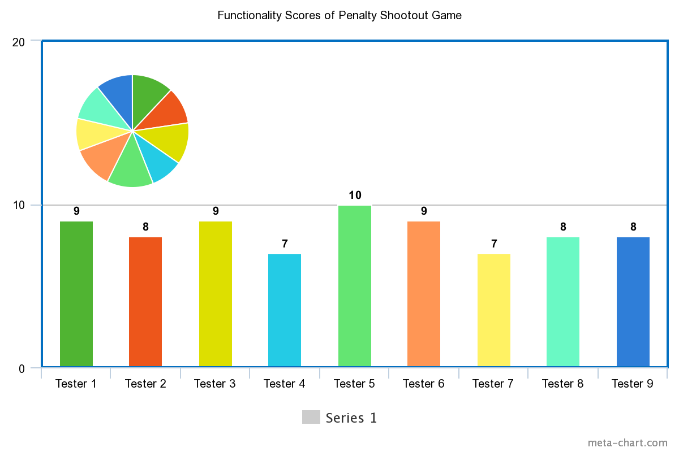 Functionality Scores of Penalty Shootout Game
20
10
0
9
8
9
7
10
9
7
8
8
Tester 1
Tester 2
Tester 3
Tester 4
Tester 5
Tester 6
Tester 7
Tester 8
Tester 9
Series 1
meta-chart.com